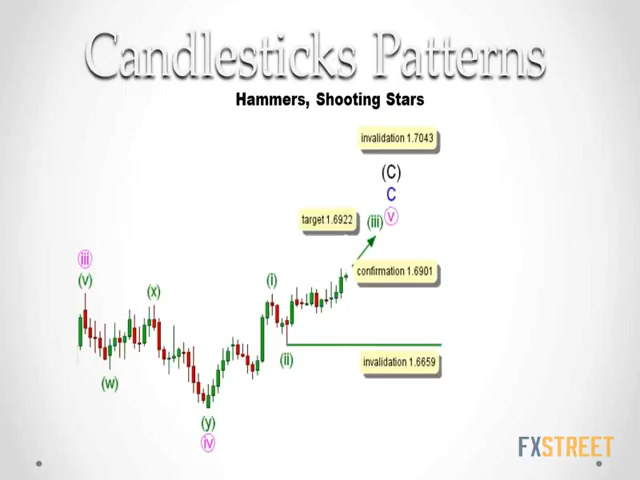 Candlesticks Patterns
Hammers, Shooting Stars
invalidation 1.7043
(C)
C
target 1.6922
(iii)
v
iii
(v)
(x)
(i)
confirmation 1.6901
(w)
(ii)
invalidation 1.6659
(y)
iv
FXSTREET